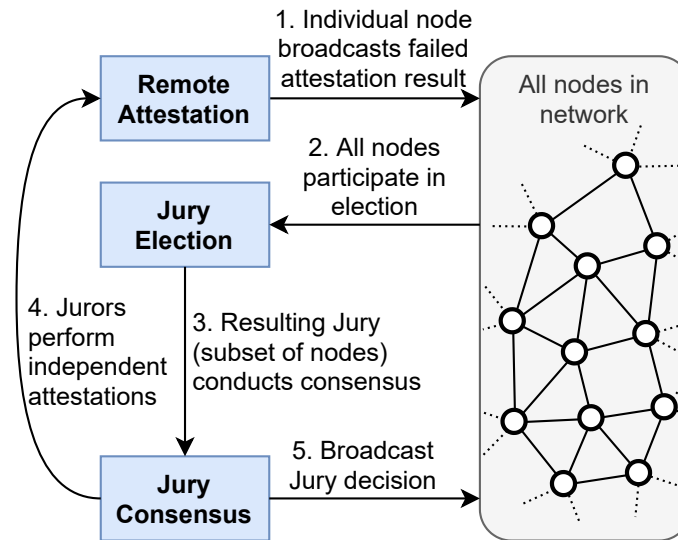 1. Individual node
broadcasts failed
attestation result
Remote
Attestation
All nodes in
network
2. All nodes
participate in
election
Jury
Election
4. Jurors
perform
independent
attestations
3. Resulting Jury
(subset of nodes)
conducts consensus
5. Broadcast
Jury decision
Jury
Consensus